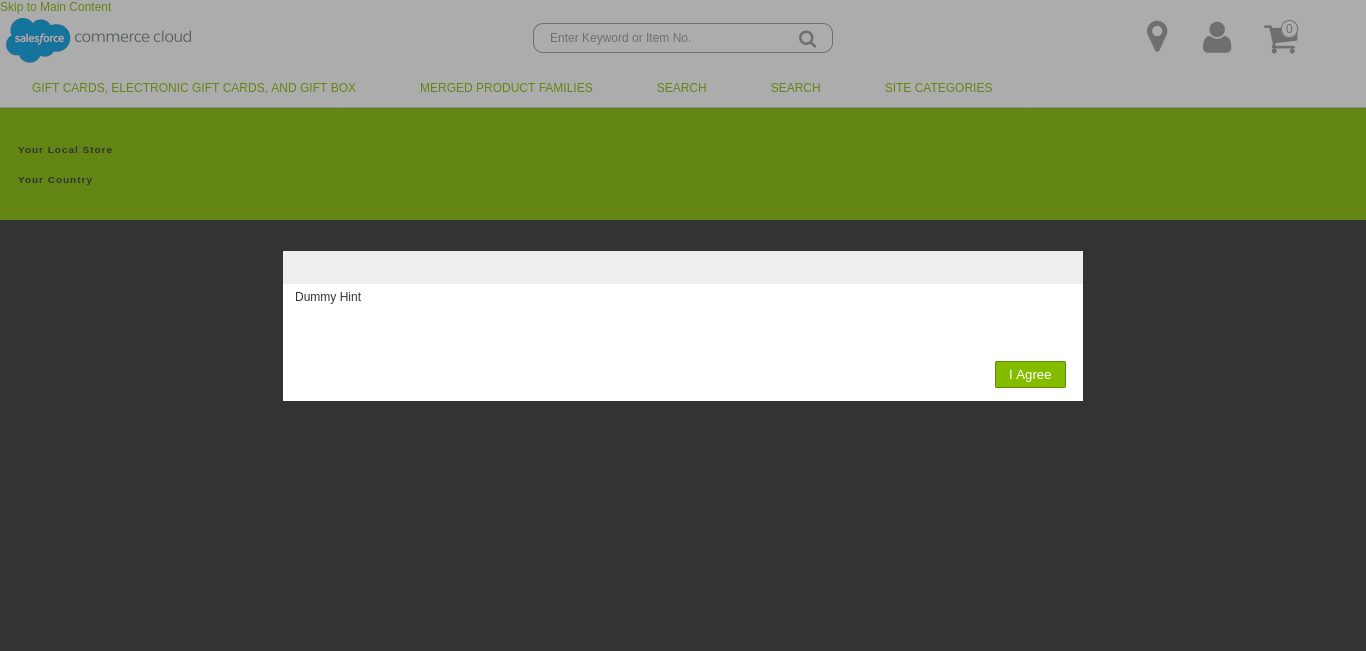 Skip to Main Content
salesforce commerce cloud
Enter Keyword or Item No.
0
GIFT CARDS, ELECTRONIC GIFT CARDS, AND GIFT BOX MERGED PRODUCT FAMILIES SEARCH SEARCH SITE CATEGORIES
Your Local Store
Your Country
Dummy Hint
I Agree